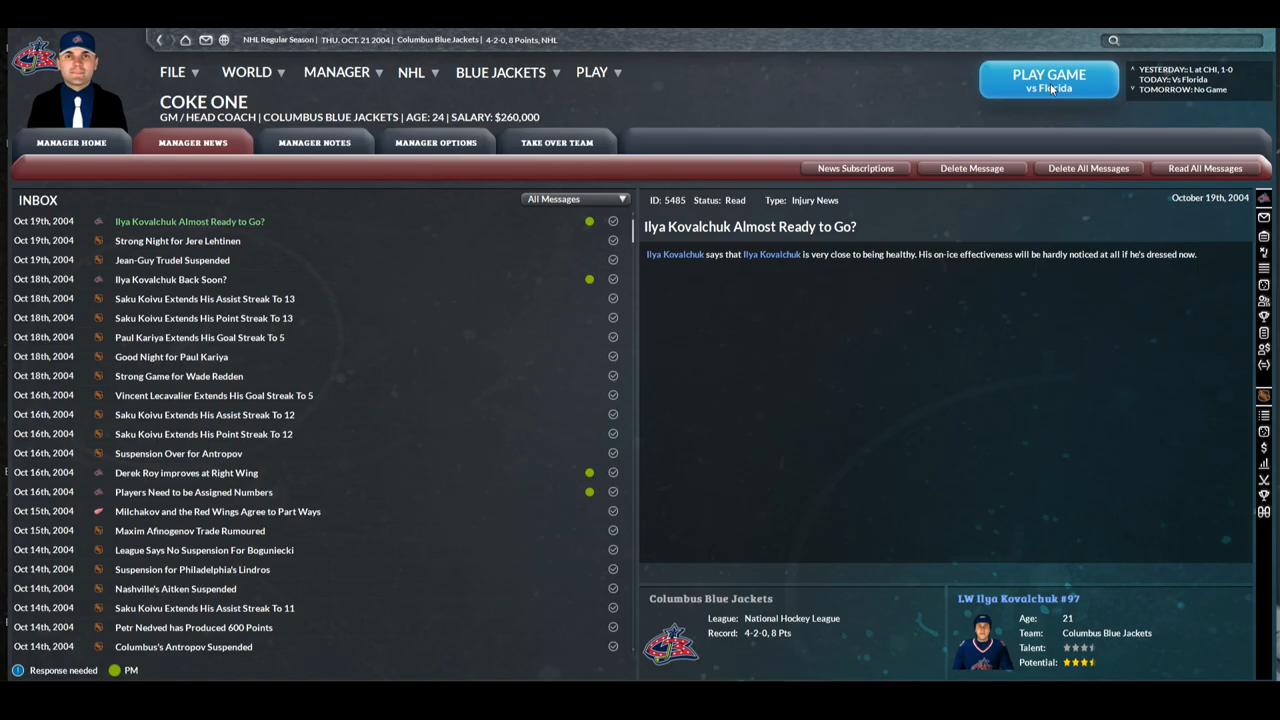 NHL Regular Season | THU. OCT. 21 2004 | Columbus Blue Jackets | 4-2-0, 8 Points, NHL
FILE WORLD MANAGER NHL BLUE JACKETS PLAY
PLAY GAME
vs Florida
YESTERDAY:: L at CHI, 1-0
TODAY:: Vs Florida
TOMORROW: No Game
COKE ONE
GM / HEAD COACH | COLUMBUS BLUE JACKETS | AGE: 24 | SALARY: $260,000
MANAGER HOME MANAGER NEWS MANAGER NOTES MANAGER OPTIONS TAKE OVER TEAM
News Subscriptions Delete Message Delete All Messages Read All Messages
INBOX All Messages
Oct 19th, 2004 Ilya Kovalchuk Almost Ready to Go?
Oct 19th, 2004 Strong Night for Jere Lehtinen
Oct 19th, 2004 Jean-Guy Trudel Suspended
Oct 18th, 2004 Ilya Kovalchuk Back Soon?
Oct 18th, 2004 Saku Koivu Extends His Assist Streak To 13
Oct 18th, 2004 Saku Koivu Extends His Point Streak To 13
Oct 18th, 2004 Paul Kariya Extends His Goal Streak To 5
Oct 18th, 2004 Good Night for Paul Kariya
Oct 18th, 2004 Strong Game for Wade Redden
Oct 16th, 2004 Vincent Lecavalier Extends His Goal Streak To 5
Oct 16th, 2004 Saku Koivu Extends His Assist Streak To 12
Oct 16th, 2004 Saku Koivu Extends His Point Streak To 12
Oct 16th, 2004 Suspension Over for Antropov
Oct 16th, 2004 Derek Roy improves at Right Wing
Oct 16th, 2004 Players Need to be Assigned Numbers
Oct 15th, 2004 Milchakov and the Red Wings Agree to Part Ways
Oct 15th, 2004 Maxim Afinogenov Trade Rumoured
Oct 14th, 2004 League Says No Suspension For Boguniecki
Oct 14th, 2004 Suspension for Philadelphia's Lindros
Oct 14th, 2004 Nashville's Aitken Suspended
Oct 14th, 2004 Saku Koivu Extends His Assist Streak To 11
Oct 14th, 2004 Petr Nedved has Produced 600 Points
Oct 14th, 2004 Columbus's Antropov Suspended
Response needed PM
ID: 5485 Status: Read Type: Injury News October 19th, 2004
Ilya Kovalchuk Almost Ready to Go?
Ilya Kovalchuk says that Ilya Kovalchuk is very close to being healthy. His on-ice effectiveness will be hardly noticed at all if he's dressed now.
Columbus Blue Jackets
League: National Hockey League
Record: 4-2-0, 8 Pts
LW Ilya Kovalchuk #97
Age: 21
Team: Columbus Blue Jackets
Talent:
Potential: